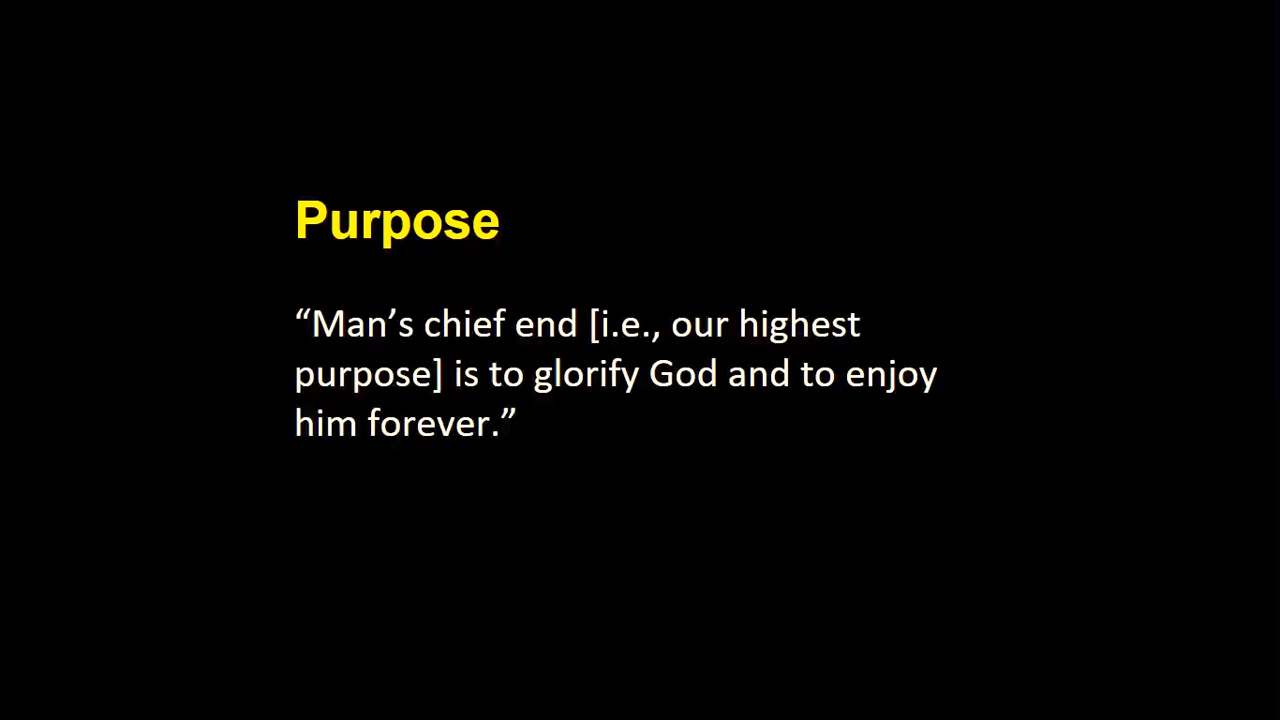 Purpose
“Man’s chief end [i.e., our highest
purpose] is to glorify God and to enjoy
him forever.”